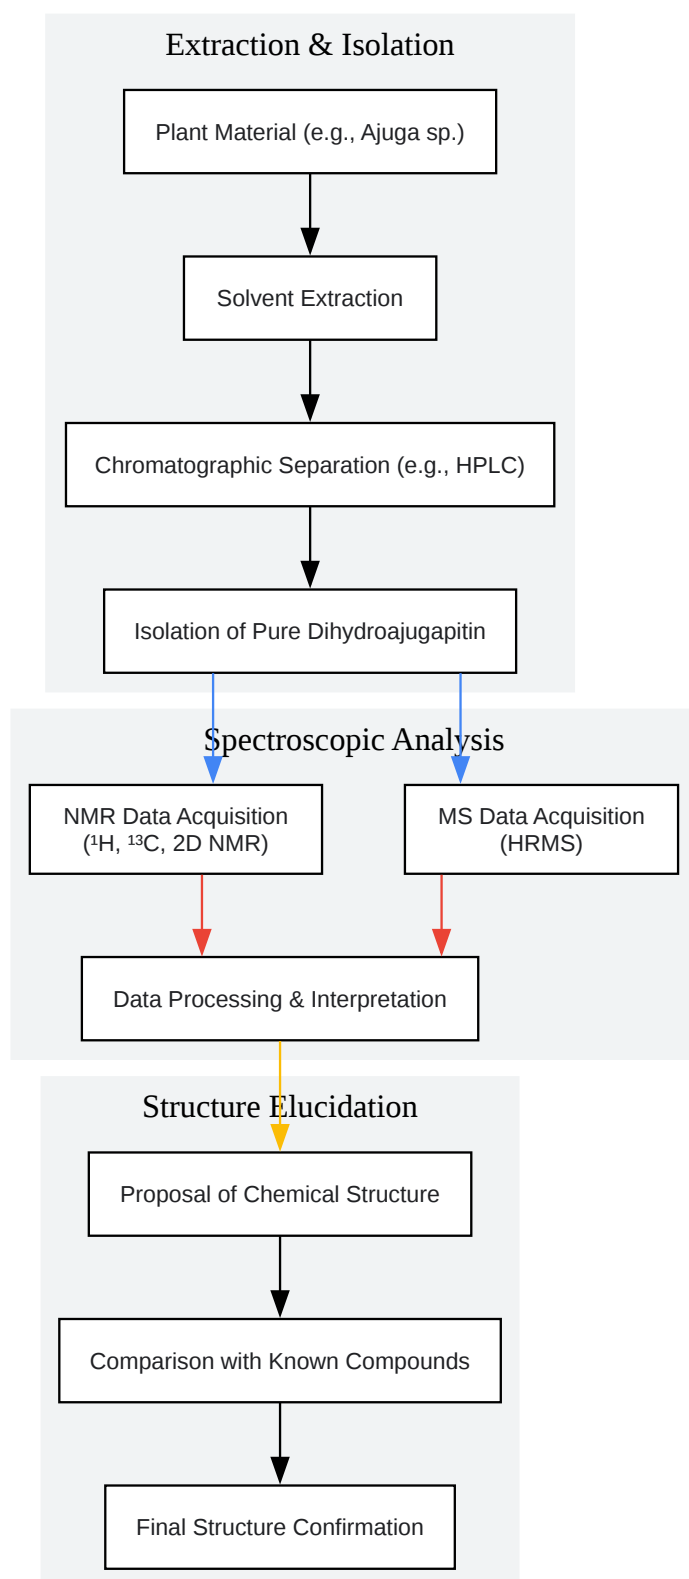 Extraction & Isolation
Plant Material (e.g., Ajuga sp.)
Solvent Extraction
Chromatographic Separation (e.g., HPLC)
Isolation of Pure Dihydroajugapitin
Spectroscopic Analysis
NMR Data Acquisition
(¹H, ¹³C, 2D NMR)
MS Data Acquisition
(HRMS)
Data Processing & Interpretation
Structure Elucidation
Proposal of Chemical Structure
Comparison with Known Compounds
Final Structure Confirmation